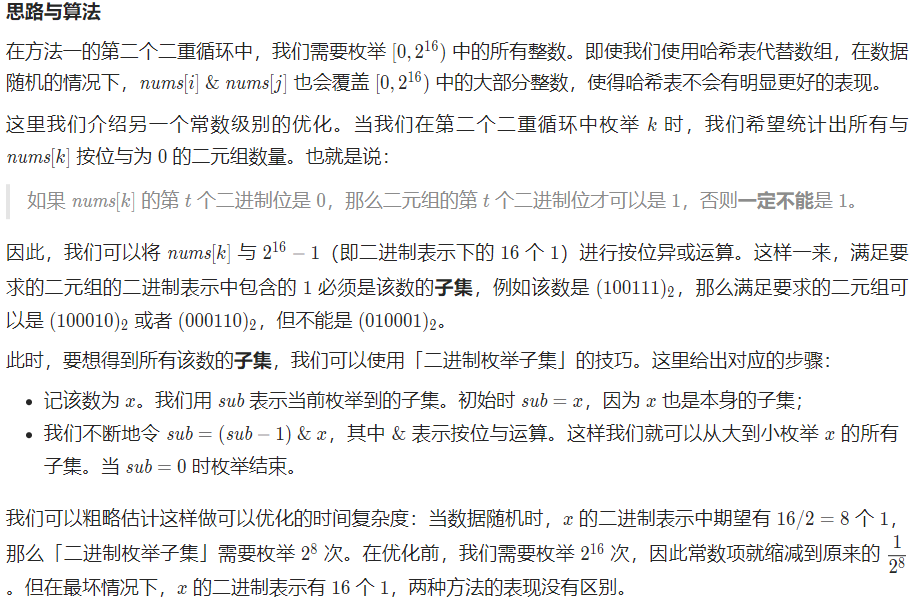 思路与算法
在方法一的第二个二重循环中，我们需要枚举 [0, 2^16) 中的所有整数。即使我们使用哈希表代替数组，在数据
随机的情况下，nums[i] & nums[j] 也会覆盖 [0, 2^16) 中的大部分整数，使得哈希表不会有明显更好的表现。
这里我们介绍另一个常数级别的优化。当我们在第二个二重循环中枚举 k 时，我们希望统计出所有与
nums[k] 按位与为 0 的二元组数量。也就是说：
如果 nums[k] 的第 t 个二进制位是 0，那么二元组的第 t 个二进制位才可以是 1，否则一定不能是 1。
因此，我们可以将 nums[k] 与 2^16 − 1（即二进制表示下的 16 个 1）进行按位异或运算。这样一来，满足要
求的二元组的二进制表示中包含的 1 必须是该数的子集，例如该数是 (100111)₂，那么满足要求的二元组可
以是 (100010)₂ 或者 (000110)₂，但不能是 (010001)₂。
此时，要想得到所有该数的子集，我们可以使用「二进制枚举子集」的技巧。这里给出对应的步骤：
• 记该数为 x。我们用 sub 表示当前枚举到的子集。初始时 sub = x，因为 x 也是本身的子集；
• 我们不断地令 sub = (sub − 1) & x，其中 & 表示按位与运算。这样我们就可以从大到小枚举 x 的所有
子集。当 sub = 0 时枚举结束。
我们可以粗略估计这样做可以优化的时间复杂度：当数据随机时，x 的二进制表示中期望有 16/2 = 8 个 1，
那么「二进制枚举子集」需要枚举 2^8 次。在优化前，我们需要枚举 2^16 次，因此常数项就缩减到原来的 1/2^8
。但在最坏情况下，x 的二进制表示有 16 个 1，两种方法的表现没有区别。